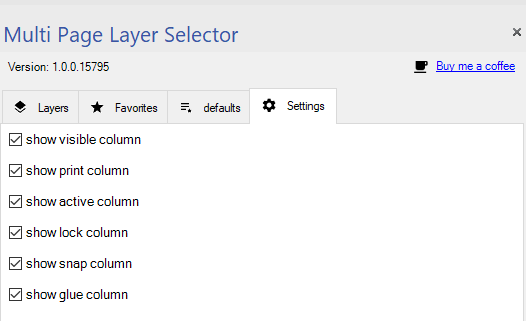 Multi Page Layer Selector
Version: 1.0.0.15795
Buy me a coffee
Layers
Favorites
defaults
Settings
show visible column
show print column
show active column
show lock column
show snap column
show glue column